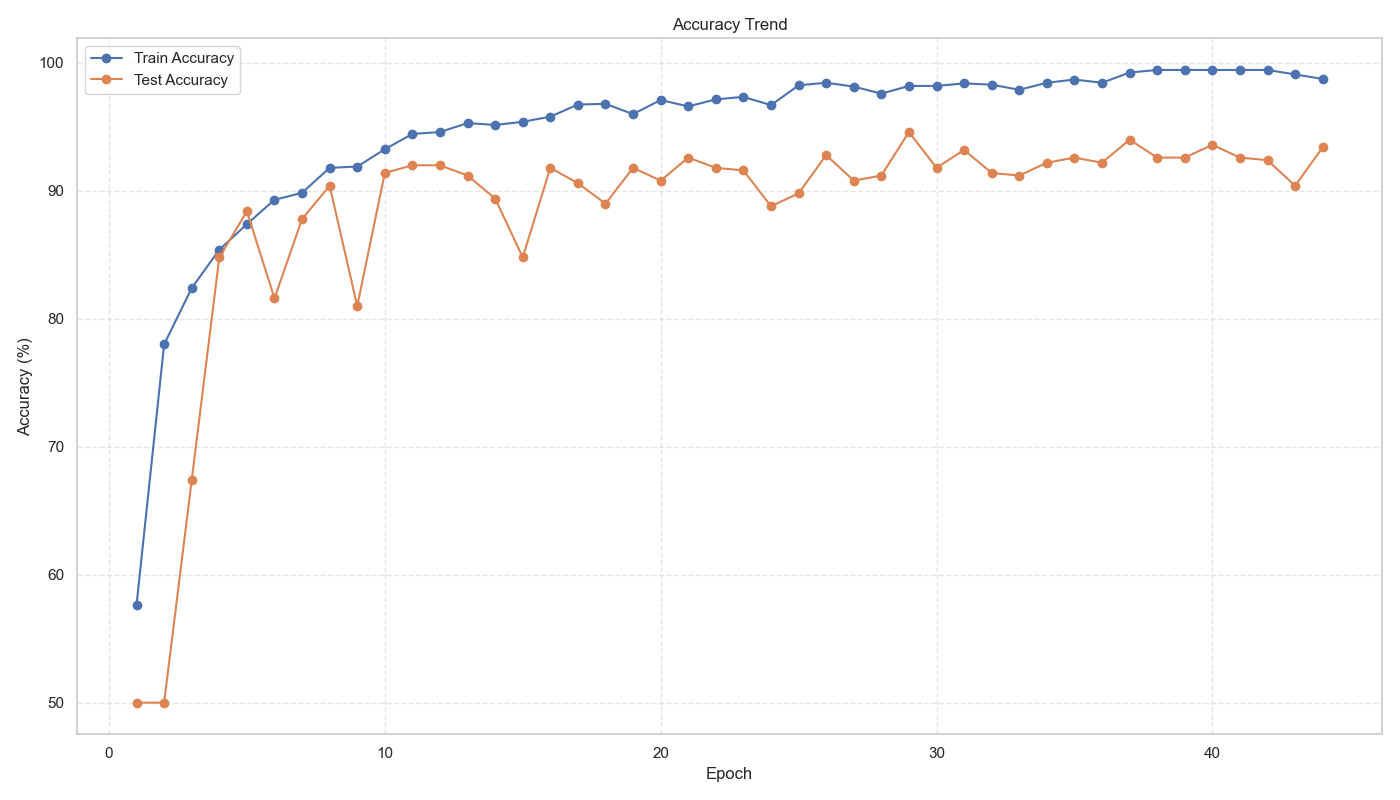 Accuracy Trend
Train Accuracy
Test Accuracy
100
90
80
70
60
50
Accuracy (%)
0 10 20 30 40
Epoch